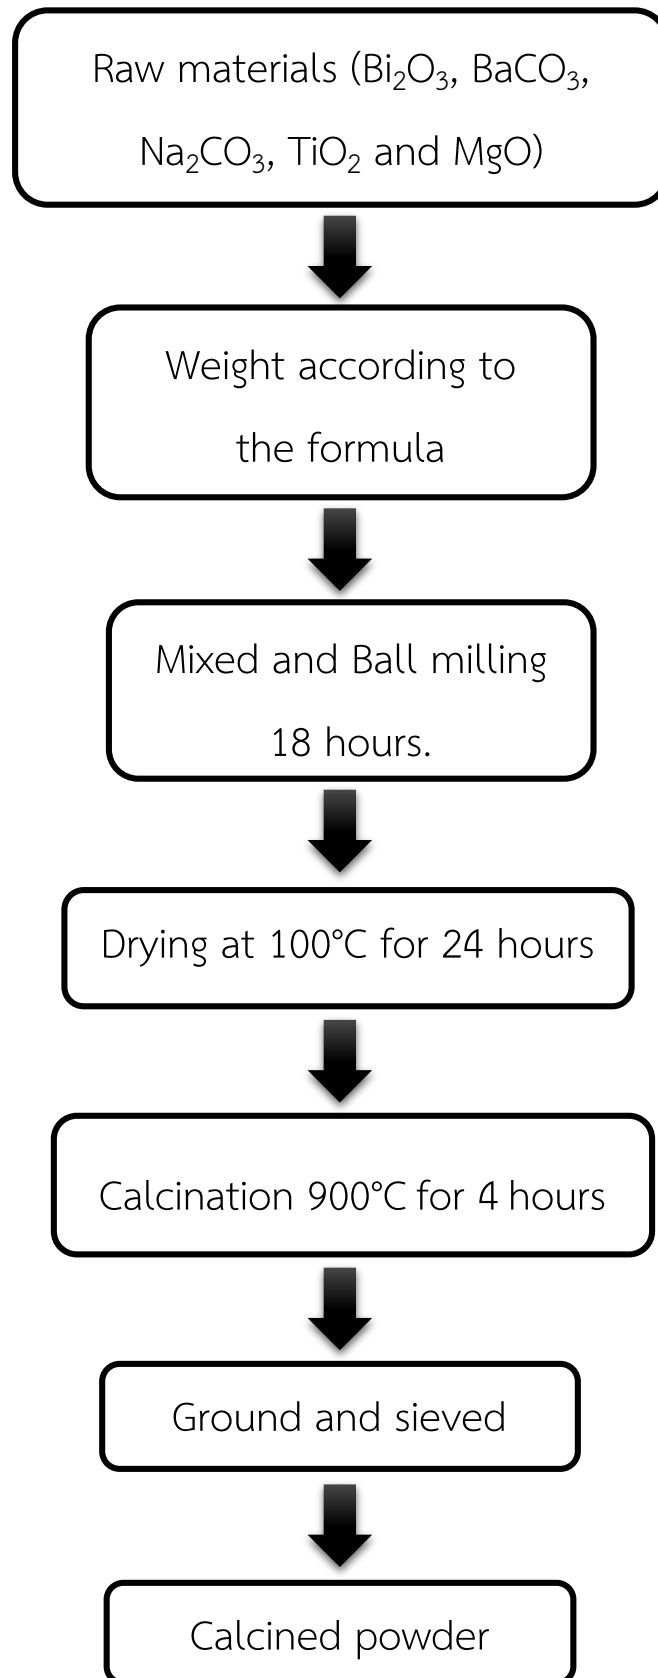 Raw materials (Bi₂O₃, BaCO₃,
Na₂CO₃, TiO₂ and MgO)
Weight according to
the formula
Mixed and Ball milling
18 hours.
Drying at 100°C for 24 hours
Calcination 900°C for 4 hours
Ground and sieved
Calcined powder